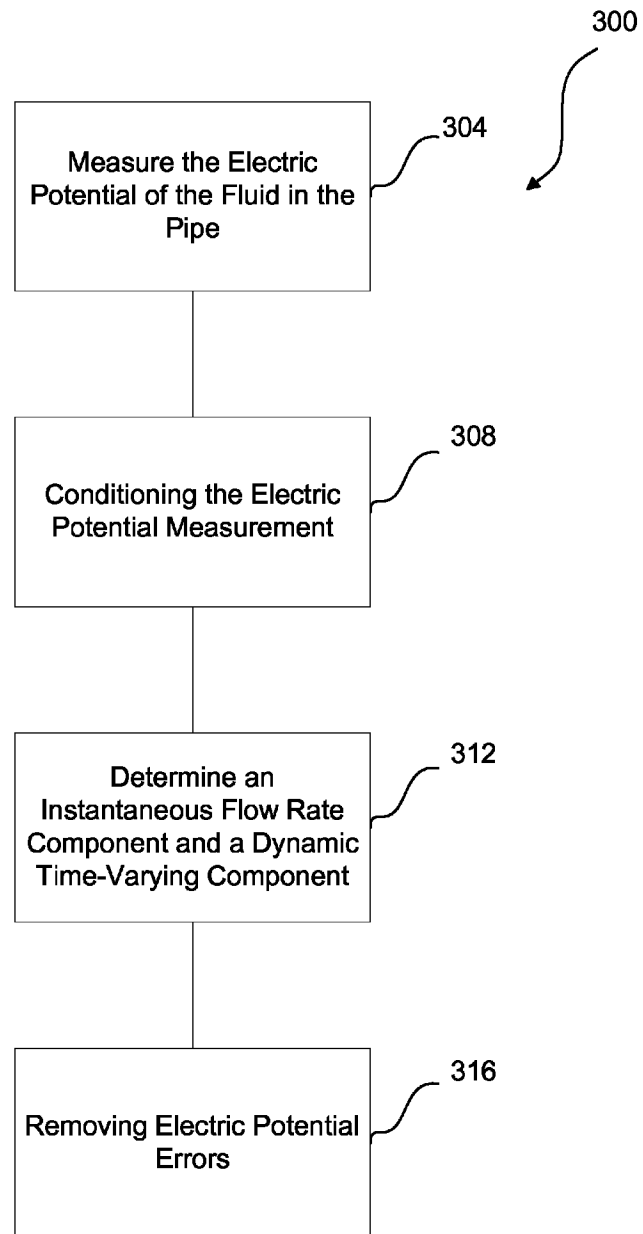 300
304
Measure the Electric
Potential of the Fluid in the
Pipe
308
Conditioning the Electric
Potential Measurement
312
Determine an
Instantaneous Flow Rate
Component and a Dynamic
Time-Varying Component
316
Removing Electric Potential
Errors